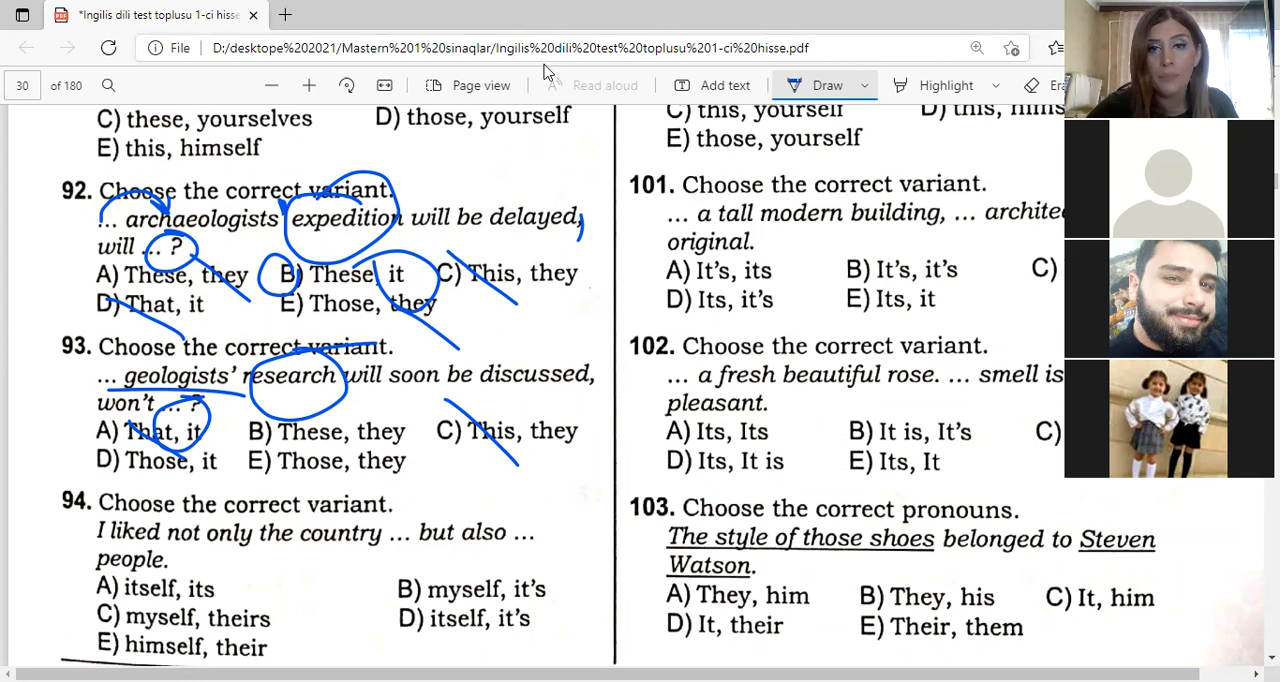 *Ingilis dili test toplusu 1-ci hisse
File
D:/desktope%202021/Mastern%201%20sinaqlar/Ingilis%20dili%20test%20toplusu%201-ci%20hisse.pdf
30 of 180
Page view
Read aloud
Add text
Draw
Highlight
C) these, yourselves D) those, yourself
E) this, himself
92. Choose the correct variant.
... archaeologists' expedition will be delayed,
will ... ?
A) These, they B) These, it C) This, they
D) That, it E) Those, they
93. Choose the correct variant.
... geologists' research will soon be discussed,
won't ... ?
A) That, it B) These, they C) This, they
D) Those, it E) Those, they
94. Choose the correct variant.
I liked not only the country ... but also ...
people.
A) itself, its B) myself, it's
C) myself, theirs D) itself, it's
E) himself, their
C) this, yourself D) this,
E) those, yourself
101. Choose the correct variant.
... a tall modern building, ...
original.
A) It's, its B) It's, it's C)
D) Its, it's E) Its, it
102. Choose the correct variant.
... a fresh beautiful rose. ... smell is
pleasant.
A) Its, Its B) It is, It's C)
D) Its, It is E) Its, It
103. Choose the correct pronouns.
The style of those shoes belonged to Steven
Watson.
A) They, him B) They, his C) It, him
D) It, their E) Their, them